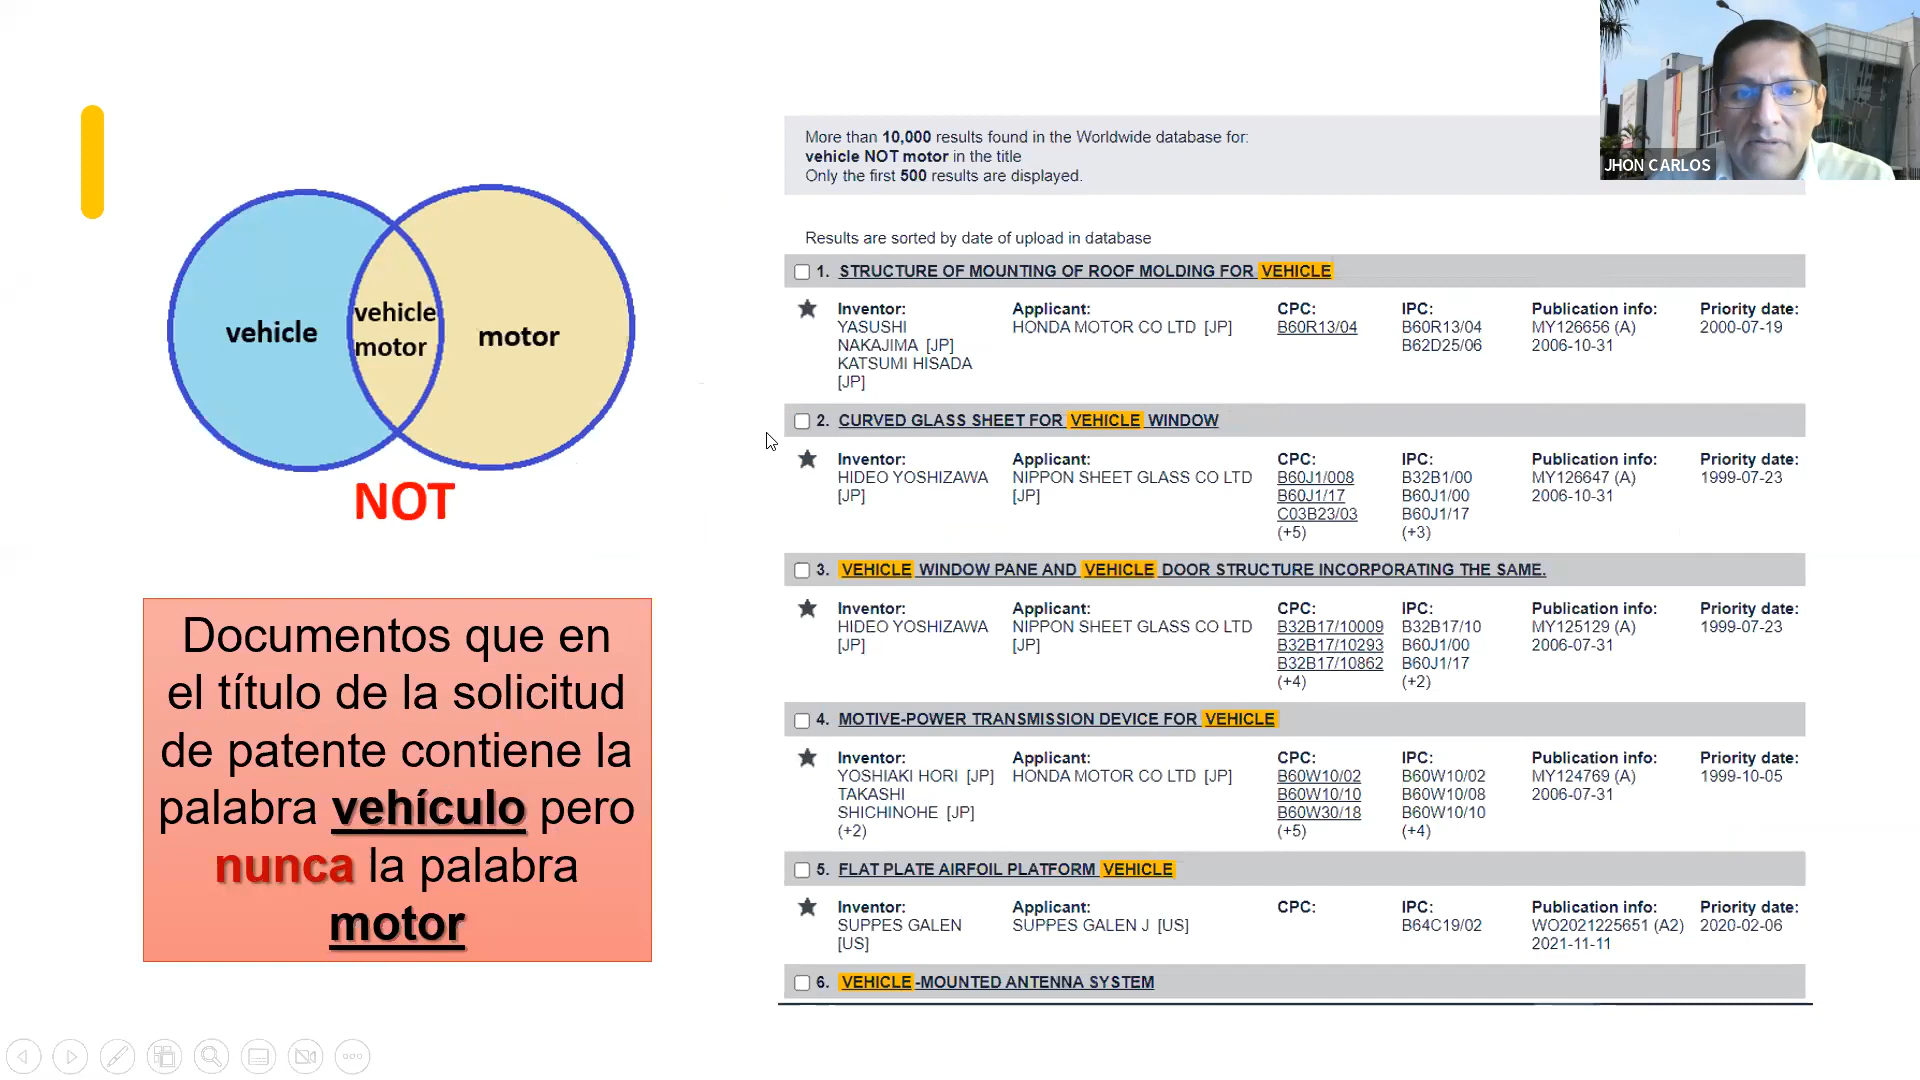 vehicle
vehicle
motor
motor
NOT
Documentos que en
el título de la solicitud
de patente contiene la
palabra vehículo pero
nunca la palabra
motor
More than 10,000 results found in the Worldwide database for:
vehicle NOT motor in the title
Only the first 500 results are displayed.
Results are sorted by date of upload in database
1. STRUCTURE OF MOUNTING OF ROOF MOLDING FOR VEHICLE
Inventor: Applicant: CPC: IPC: Publication info: Priority date:
YASUSHI HONDA MOTOR CO LTD [JP] B60R13/04 B60R13/04 MY126656 (A) 2000-07-19
NAKAJIMA [JP] B62D25/06 2006-10-31
KATSUMI HISADA
[JP]
2. CURVED GLASS SHEET FOR VEHICLE WINDOW
Inventor: Applicant: CPC: IPC: Publication info: Priority date:
HIDEO YOSHIZAWA NIPPON SHEET GLASS CO LTD B60J1/008 B32B1/00 MY126647 (A) 1999-07-23
[JP] [JP] B60J1/17 B60J1/00 2006-10-31
C03B23/03 B60J1/17
(+5) (+3)
3. VEHICLE WINDOW PANE AND VEHICLE DOOR STRUCTURE INCORPORATING THE SAME.
Inventor: Applicant: CPC: IPC: Publication info: Priority date:
HIDEO YOSHIZAWA NIPPON SHEET GLASS CO LTD B32B17/10009 B32B17/10 MY125129 (A) 1999-07-23
[JP] [JP] B32B17/10293 B60J1/00 2006-07-31
B32B17/10862 B60J1/17
(+4) (+2)
4. MOTIVE-POWER TRANSMISSION DEVICE FOR VEHICLE
Inventor: Applicant: CPC: IPC: Publication info: Priority date:
YOSHIAKI HORI [JP] HONDA MOTOR CO LTD [JP] B60W10/02 B60W10/02 MY124769 (A) 1999-10-05
TAKASHI B60W10/10 B60W10/08 2006-07-31
SHICHINOHE [JP] B60W30/18 B60W10/10
(+2) (+5) (+4)
5. FLAT PLATE AIRFOIL PLATFORM VEHICLE
Inventor: Applicant: CPC: IPC: Publication info: Priority date:
SUPPES GALEN SUPPES GALEN J [US] B64C19/02 WO2021225651 (A2) 2020-02-06
[US] 2021-11-11
6. VEHICLE-MOUNTED ANTENNA SYSTEM
JHON CARLOS